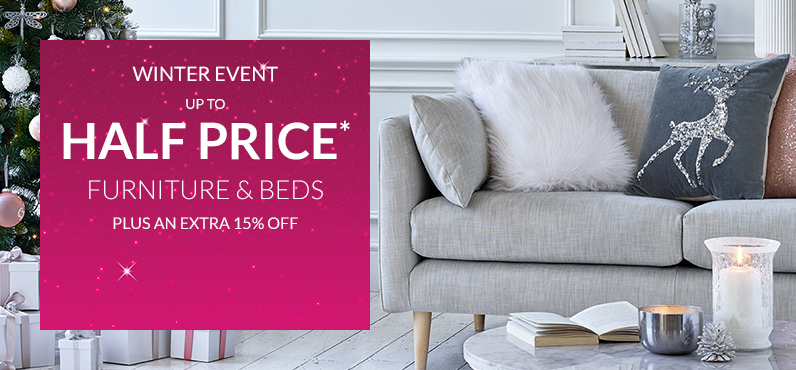 WINTER EVENT
UP TO
HALF PRICE*
FURNITURE & BEDS
PLUS AN EXTRA 15% OFF